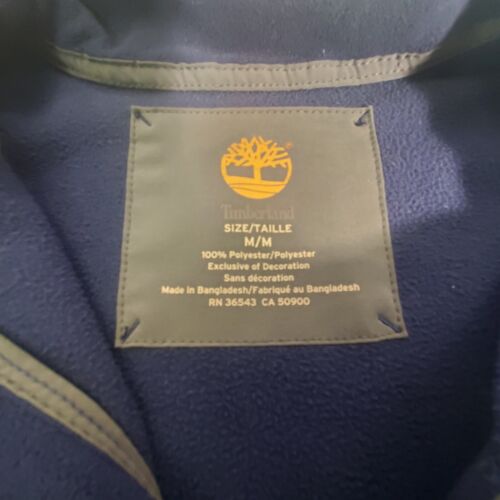 Timberland
SIZE/TAILLE
M/M
100% Polyester/Polyester
Exclusive of Decoration
Sans décoration
Made in Bangladesh/Fabriqué au Bangladesh
RN 36543 CA 50900